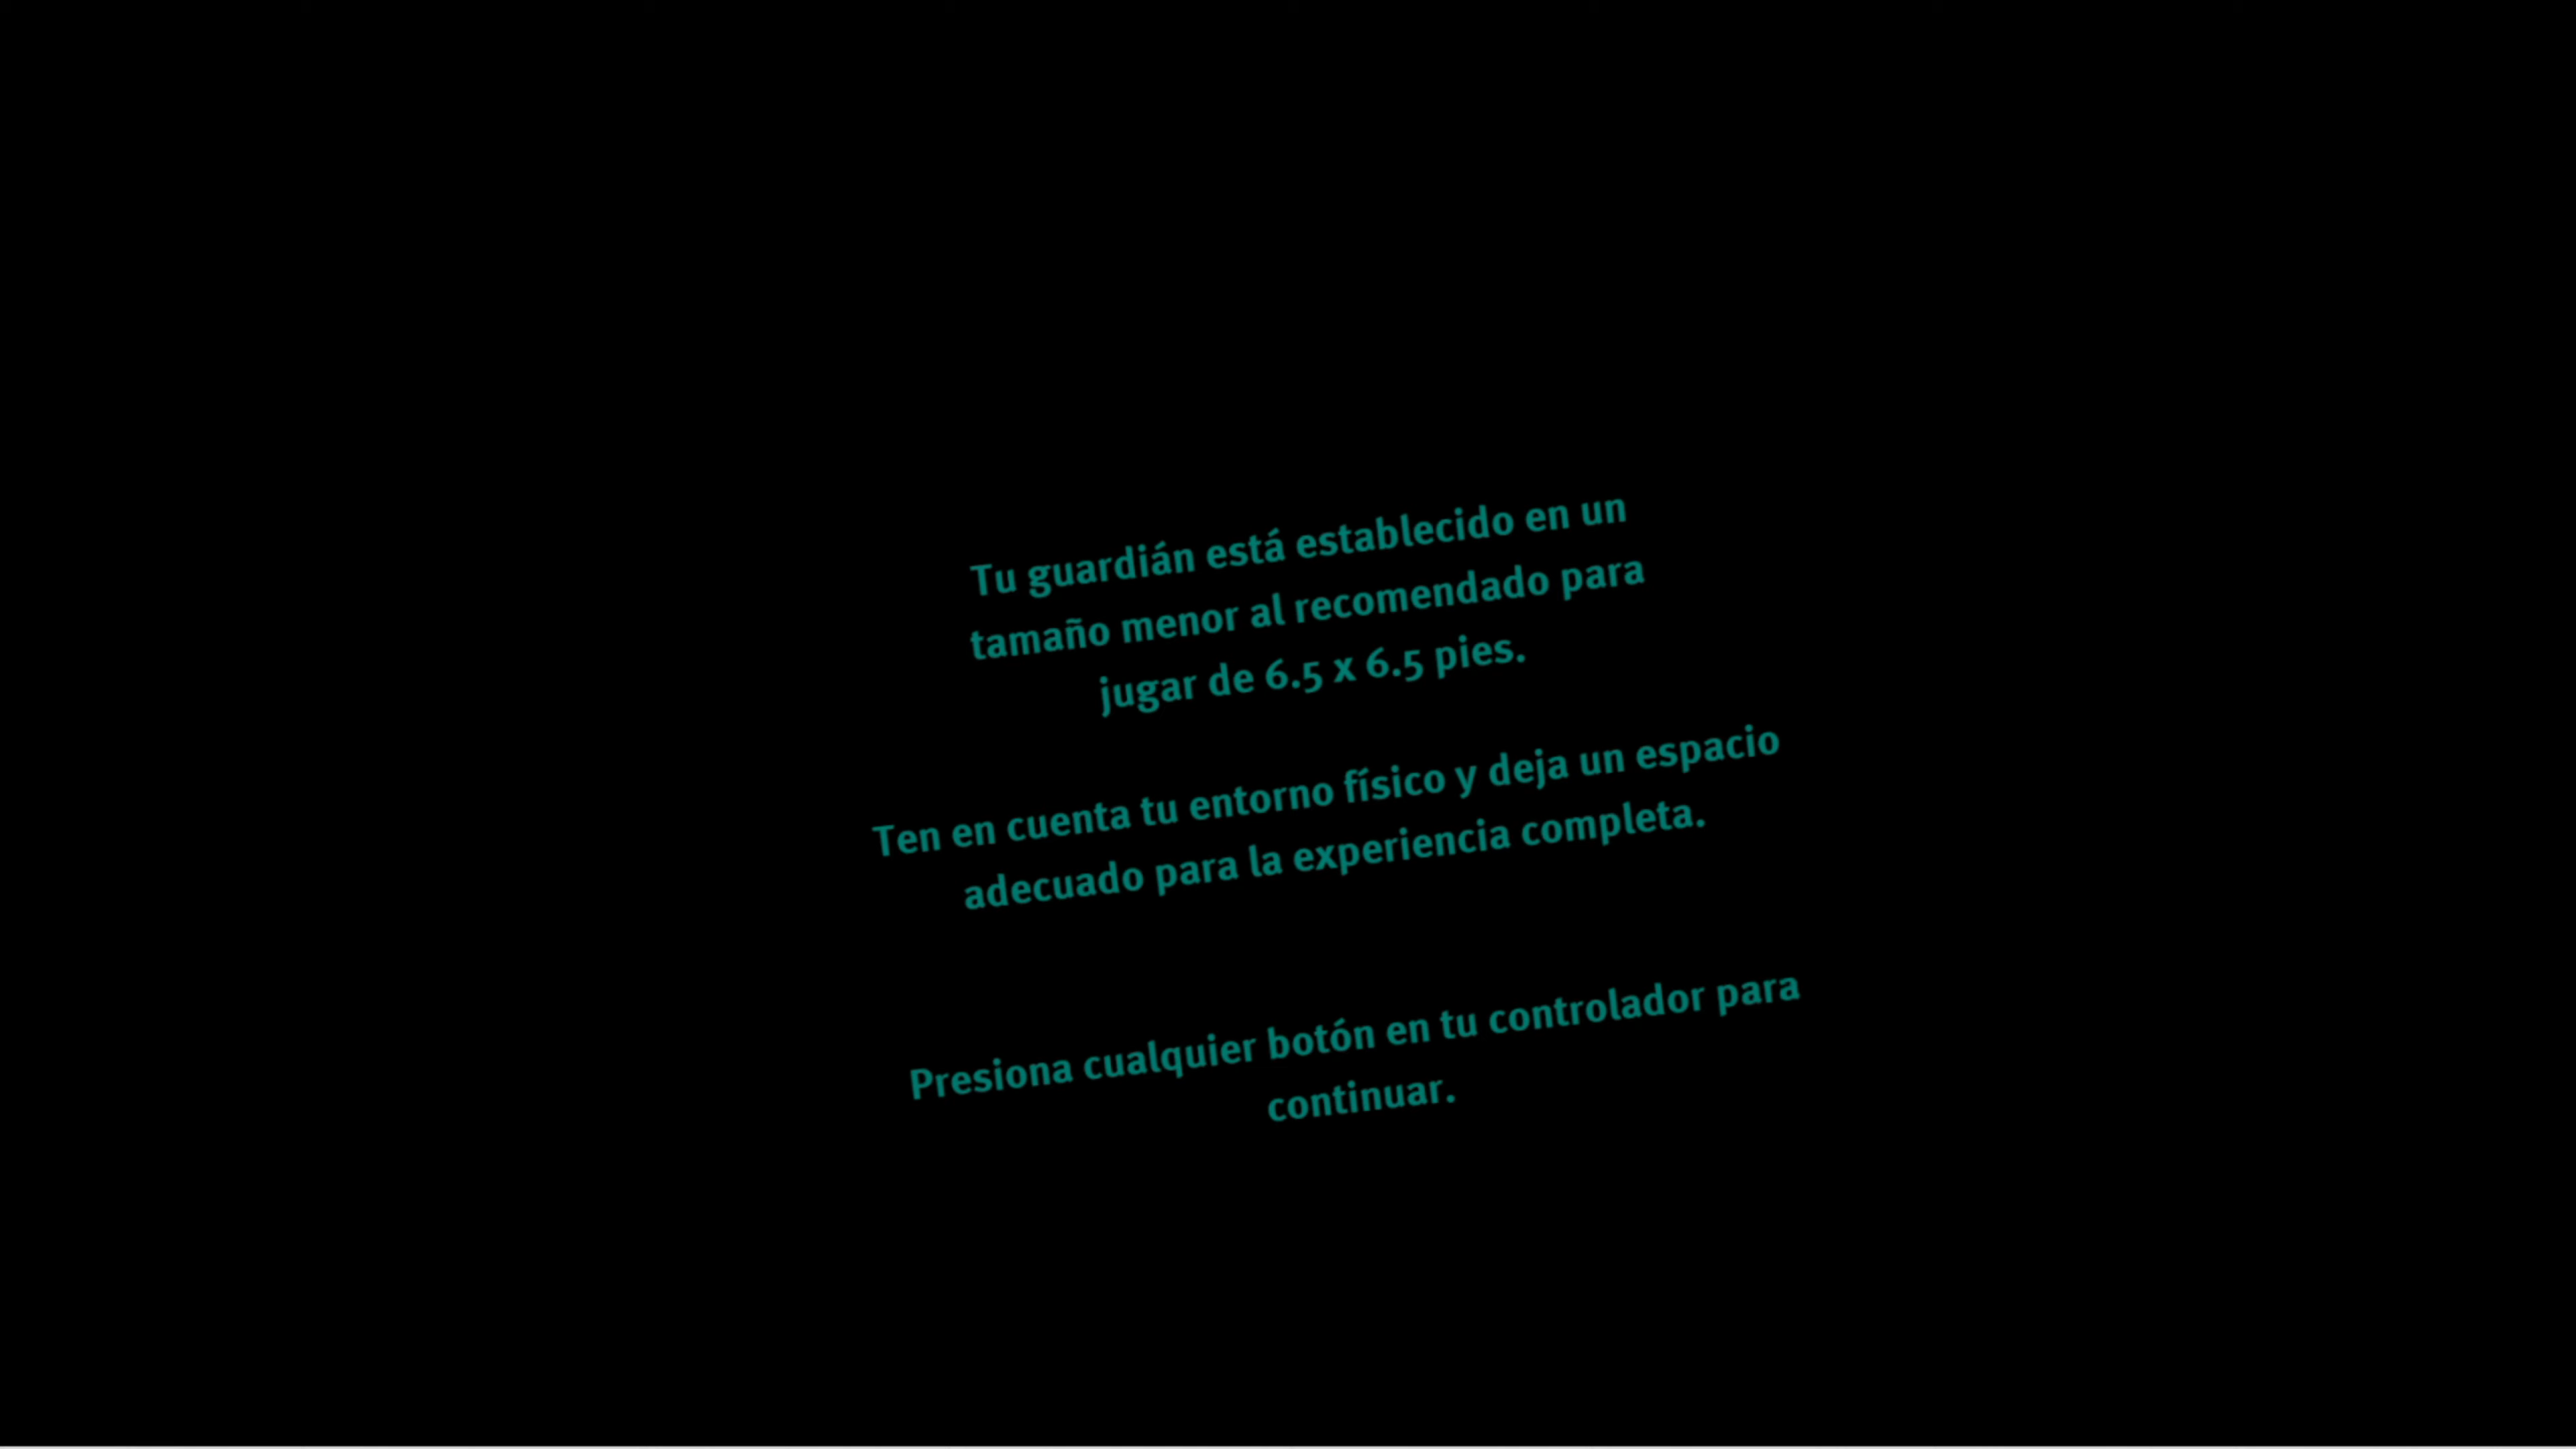 Tu guardián está establecido en un
tamaño menor al recomendado para
jugar de 6.5 x 6.5 pies.
Ten en cuenta tu entorno físico y deja un espacio
adecuado para la experiencia completa.
Presiona cualquier botón en tu controlador para
continuar.